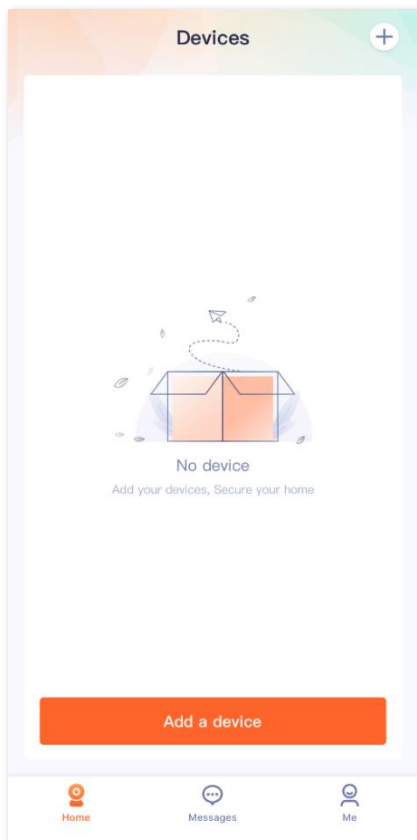 Devices
No device
Add your devices, Secure your home
Add a device
Home
Messages
Me